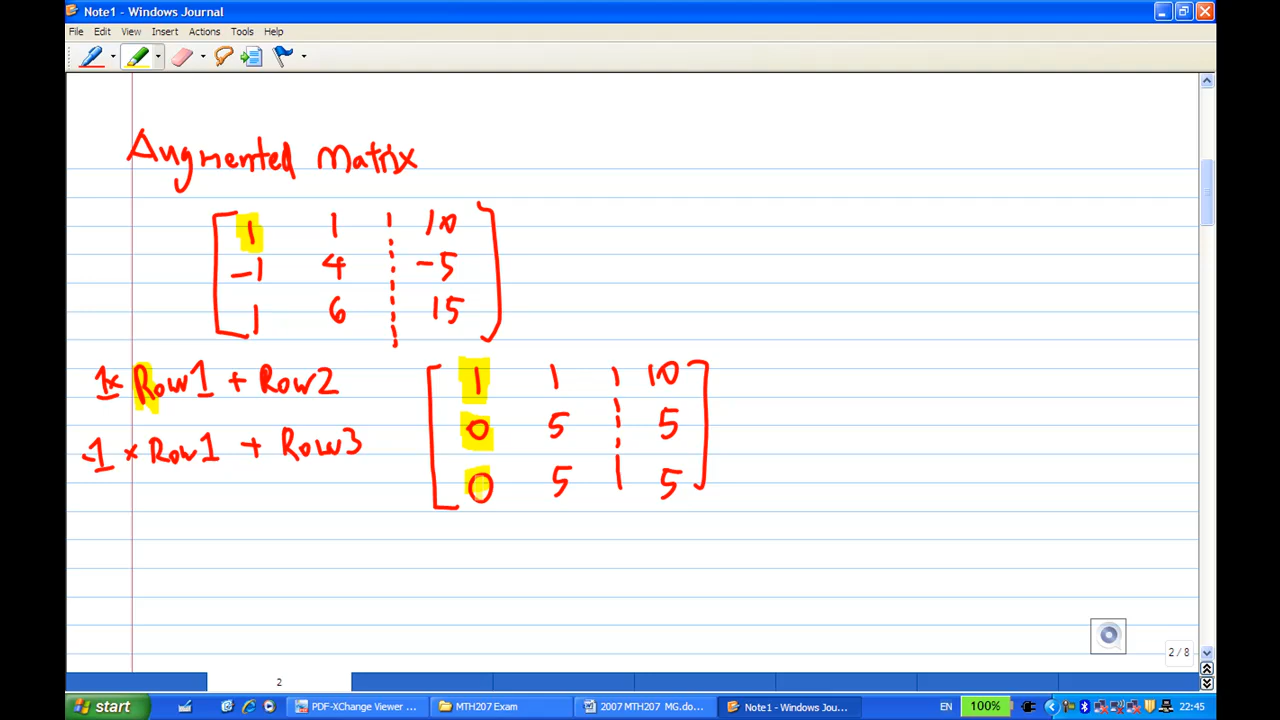 Note1 - Windows Journal
File Edit View Insert Actions Tools Help
Augmented Matrix
1 1 10
-1 4 -5
1 6 15
1x Row1 + Row2
-1 x Row1 + Row3
1 1 10
0 5 5
0 5 5
2 / 8
2
start PDF-XChange Viewer ... MTH207 Exam 2007 MTH207 MG.do... Note1 - Windows Jou... EN 100% 22:45